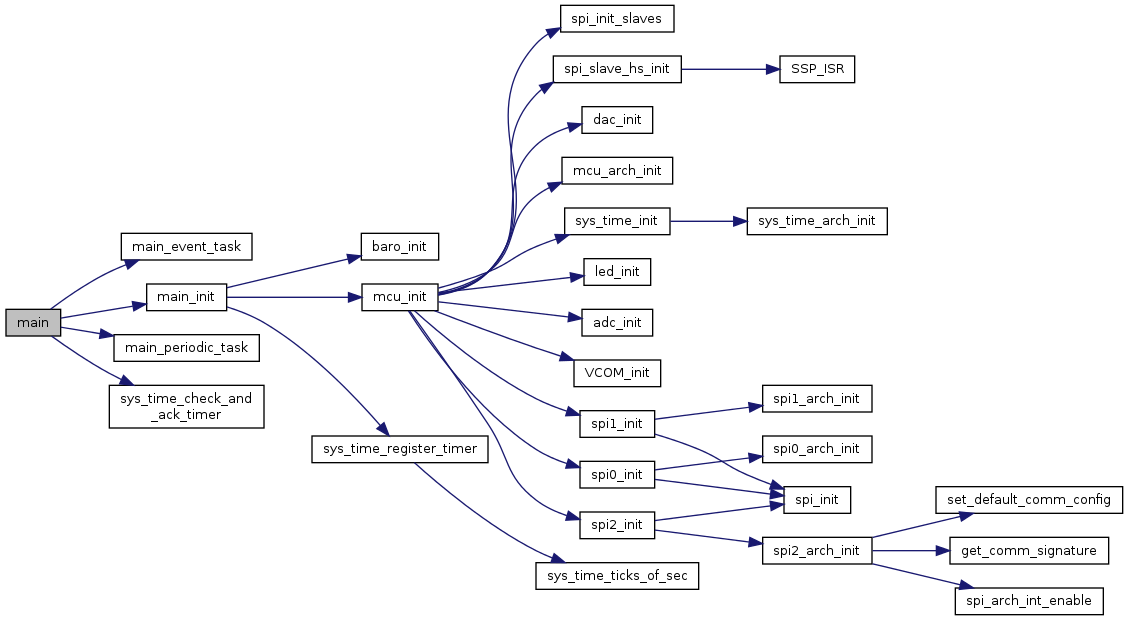 spi_init_slaves
spi_slave_hs_init
SSP_ISR
dac_init
mcu_arch_init
sys_time_init
sys_time_arch_init
main_event_task
baro_init
led_init
main_init
mcu_init
main
adc_init
main_periodic_task
VCOM_init
sys_time_check_and
_ack_timer
spi1_arch_init
spi1_init
sys_time_register_timer
spi0_arch_init
spi0_init
spi_init
set_default_comm_config
spi2_init
spi2_arch_init
get_comm_signature
sys_time_ticks_of_sec
spi_arch_int_enable